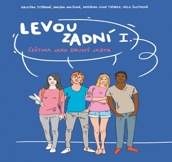 LEVOU
ZADNÍ I.
ČEŠTINA JAKO DRUHÝ JAZYK